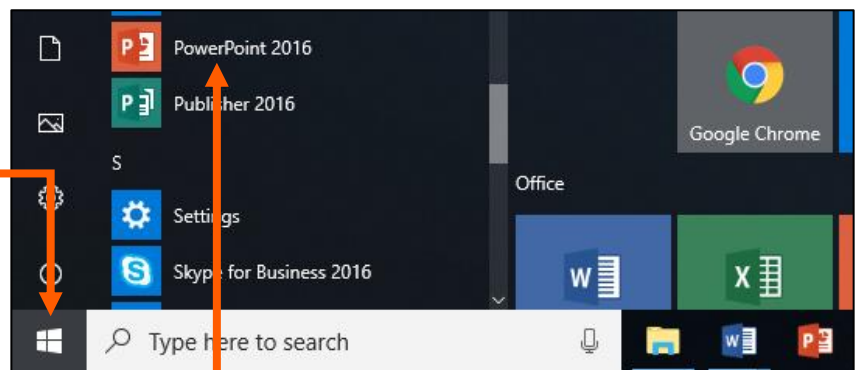 PowerPoint 2016
Publisher 2016
S
Settings
Skype for Business 2016
Type here to search
Google Chrome
Office